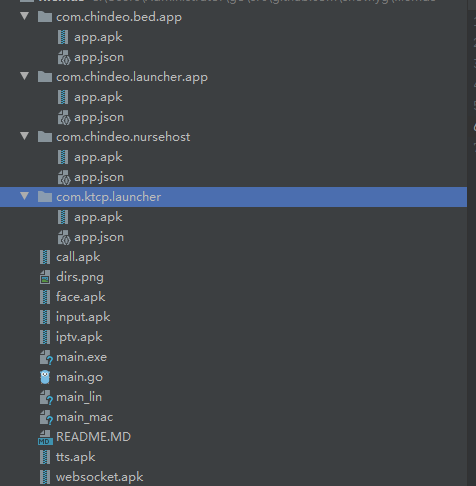 com.chindeo.bed.app
app.apk
app.json
com.chindeo.launcher.app
app.apk
app.json
com.chindeo.nursehost
app.apk
app.json
com.ktcp.launcher
app.apk
app.json
call.apk
dirs.png
face.apk
input.apk
iptv.apk
main.exe
main.go
main_lin
main_mac
MD README.MD
tts.apk
websocket.apk